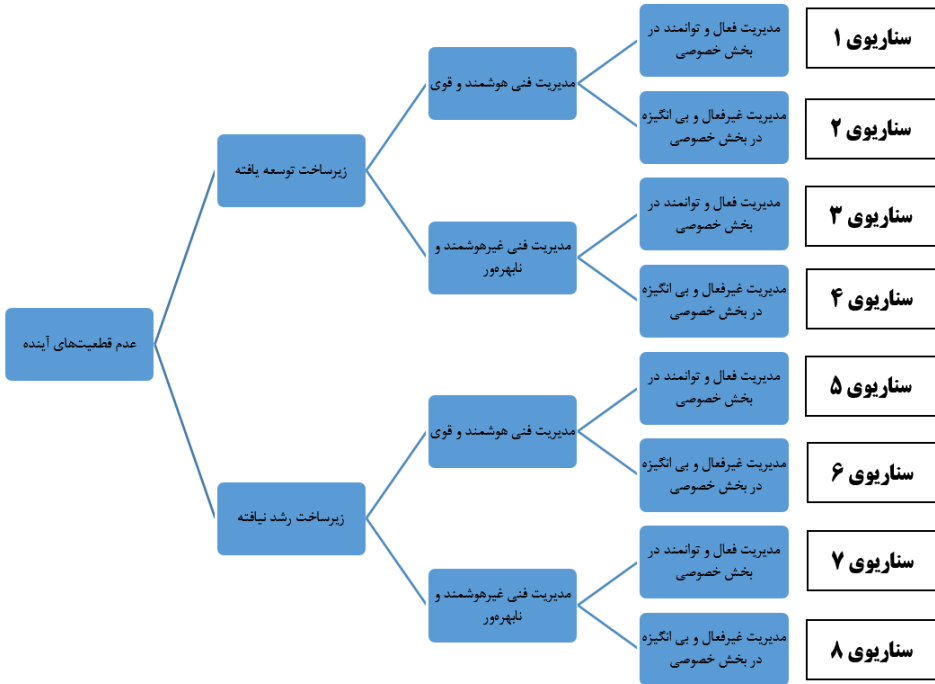 مدیریت فعال و توانمند در
بخش خصوصی
سناریوی ۱
مدیریت فنی هوشمند و قوی
مدیریت غیرفعال و بی انگیزه
در بخش خصوصی
سناریوی ۲
زیرساخت توسعه یافته
مدیریت فعال و توانمند در
بخش خصوصی
سناریوی ۳
مدیریت فنی غیرهوشمند و
نابهره‌ور
مدیریت غیرفعال و بی انگیزه
در بخش خصوصی
سناریوی ۴
عدم قطعیت‌های آینده
مدیریت فعال و توانمند در
بخش خصوصی
سناریوی ۵
مدیریت فنی هوشمند و قوی
مدیریت غیرفعال و بی انگیزه
در بخش خصوصی
سناریوی ۶
زیرساخت رشد نیافته
مدیریت فعال و توانمند در
بخش خصوصی
سناریوی ۷
مدیریت فنی غیرهوشمند و
نابهره‌ور
مدیریت غیرفعال و بی انگیزه
در بخش خصوصی
سناریوی ۸